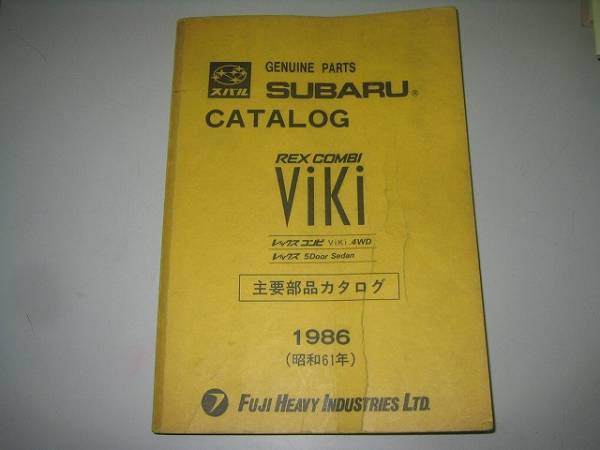 GENUINE PARTS
スバル SUBARU®
CATALOG
REX COMBI
ViKi
レックス コンビ ViKi .4WD
レックス 5Door Sedan
主要部品カタログ
1986
(昭和61年)
FUJI HEAVY INDUSTRIES LTD.